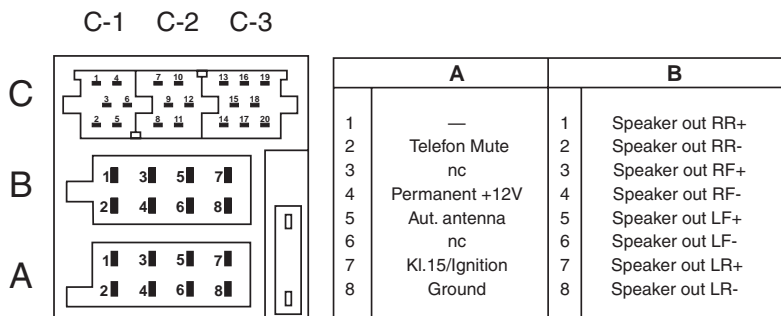 C-1 C-2 C-3
C
1 4 7 10 13 16 19
3 6 9 12 15 18
2 5 8 11 14 17 20
B
1 3 5 7
2 4 6 8
A
1 3 5 7
2 4 6 8
A B
1 — 1 Speaker out RR+
2 Telefon Mute 2 Speaker out RR-
3 nc 3 Speaker out RF+
4 Permanent +12V 4 Speaker out RF-
5 Aut. antenna 5 Speaker out LF+
6 nc 6 Speaker out LF-
7 Kl.15/Ignition 7 Speaker out LR+
8 Ground 8 Speaker out LR-